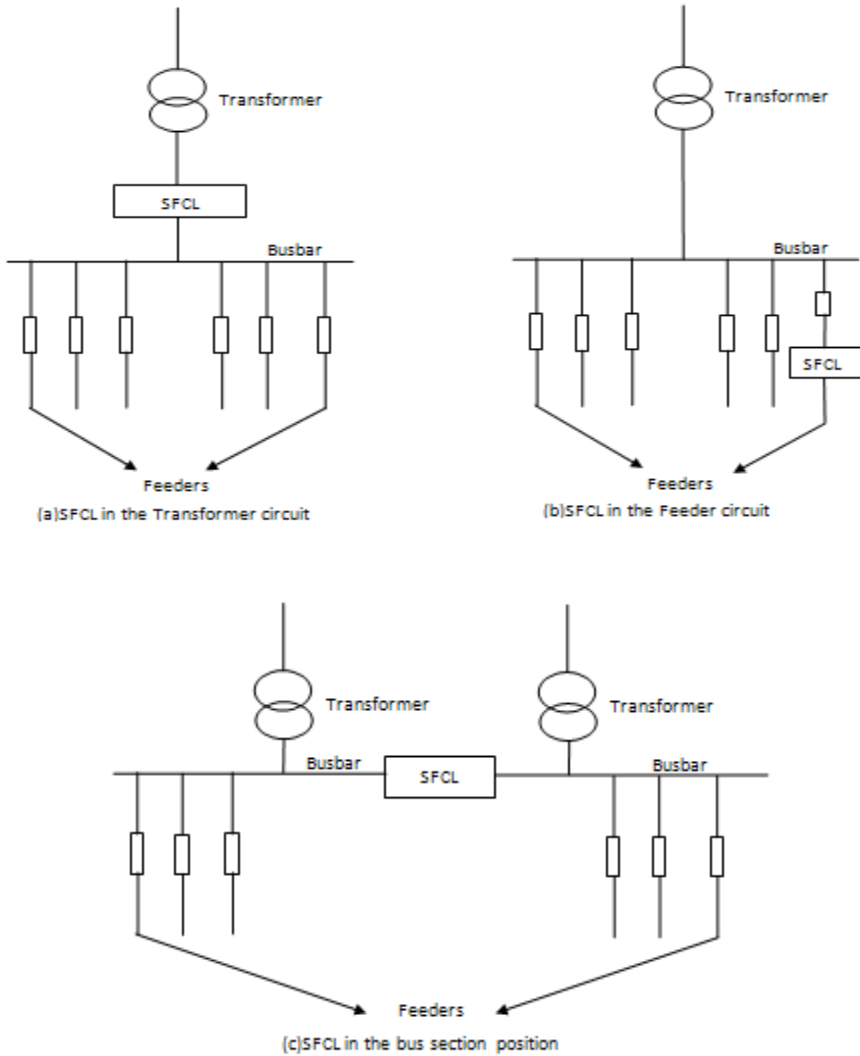 Transformer
SFCL
Busbar
Feeders
(a)SFCL in the Transformer circuit
Transformer
Busbar
SFCL
Feeders
(b)SFCL in the Feeder circuit
Transformer
Transformer
Busbar
SFCL
Busbar
Feeders
(c)SFCL in the bus section position